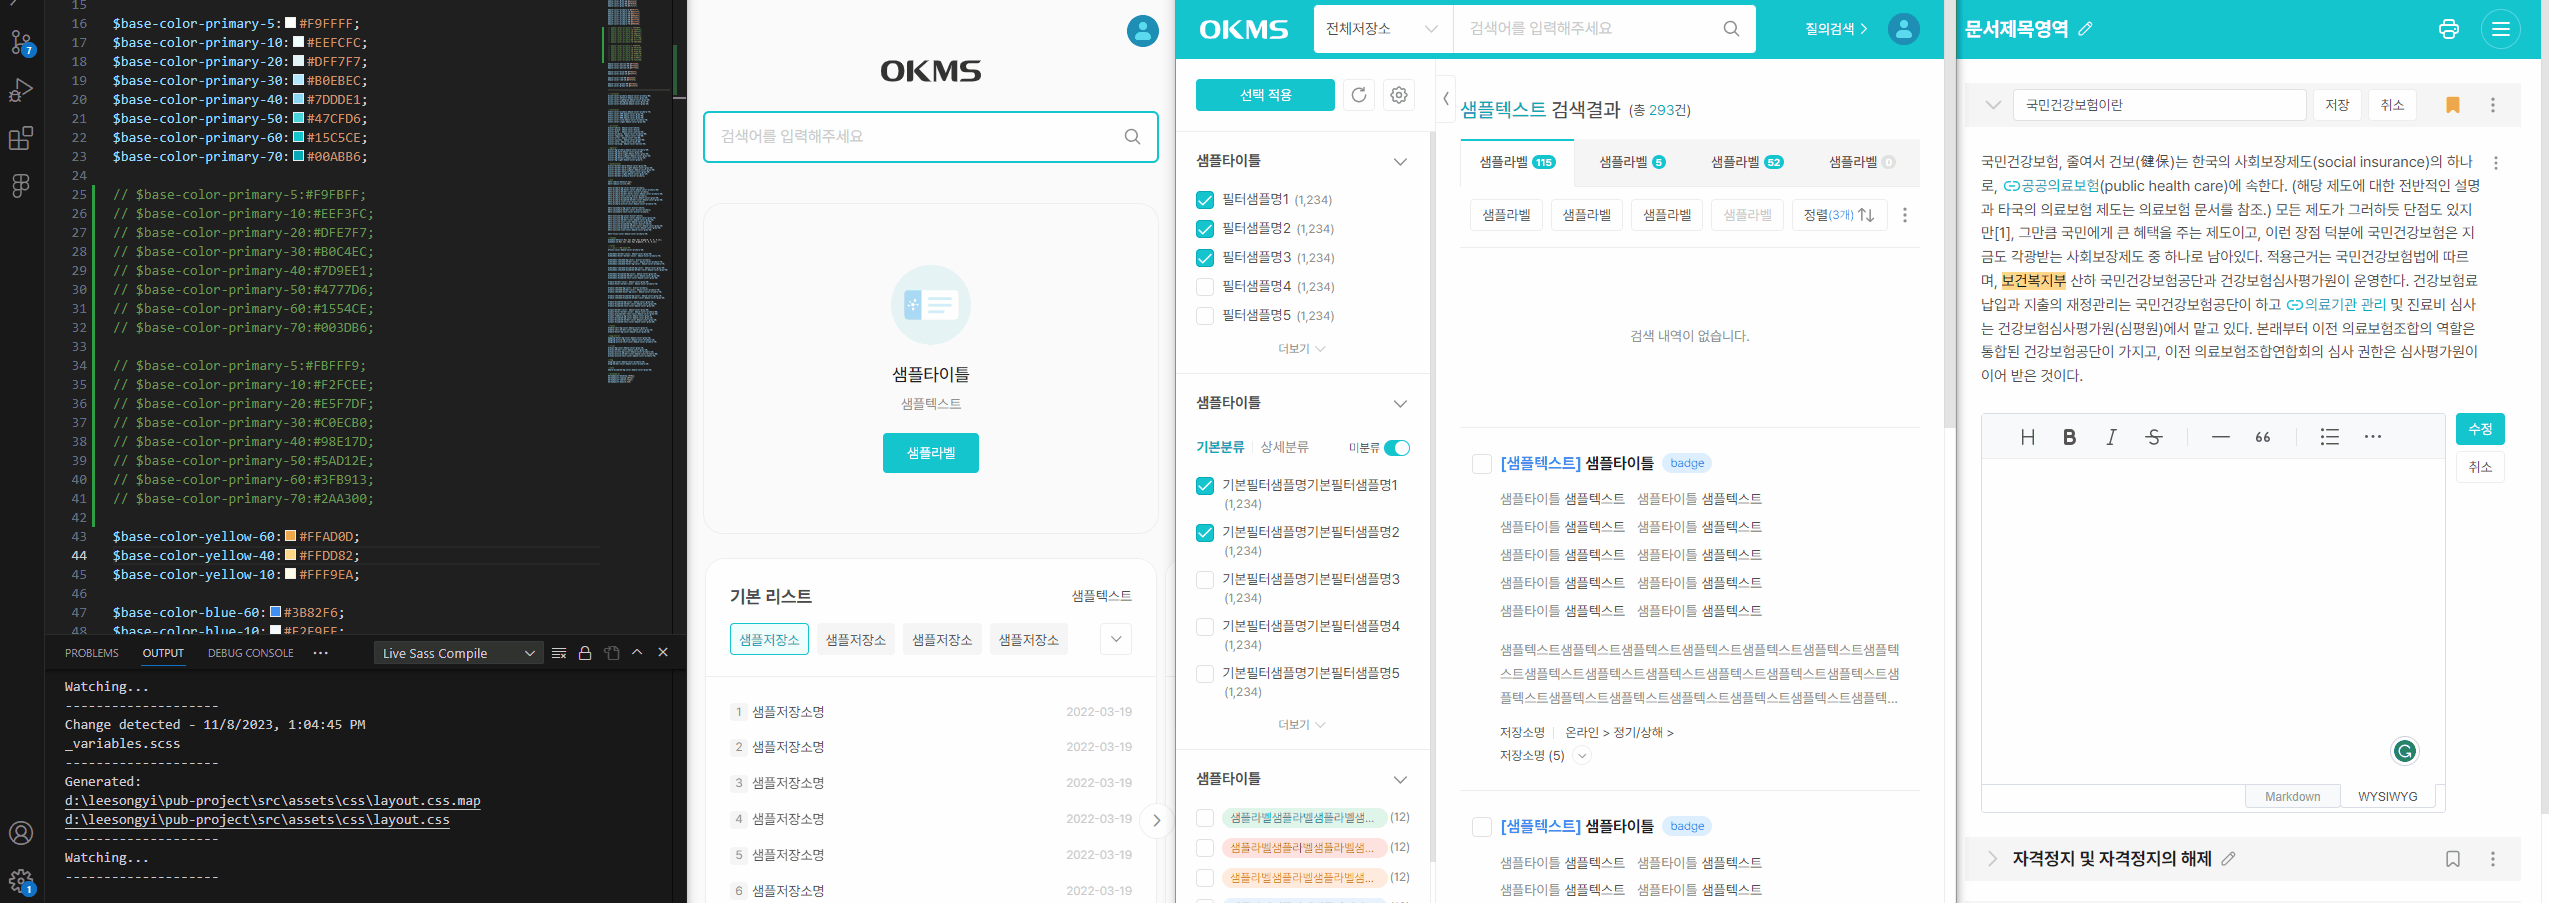 15
16 $base-color-primary-5: #F9FFFF;
17 $base-color-primary-10: #EEFCFC;
18 $base-color-primary-20: #DFF7F7;
19 $base-color-primary-30: #B0EBEC;
20 $base-color-primary-40: #7DDDE1;
21 $base-color-primary-50: #47CFD6;
22 $base-color-primary-60: #15C5CE;
23 $base-color-primary-70: #00ABB6;
24
25 // $base-color-primary-5:#F9FBFF;
26 // $base-color-primary-10:#EEF3FC;
27 // $base-color-primary-20:#DFE7F7;
28 // $base-color-primary-30:#B0C4EC;
29 // $base-color-primary-40:#7D9EE1;
30 // $base-color-primary-50:#4777D6;
31 // $base-color-primary-60:#1554CE;
32 // $base-color-primary-70:#003DB6;
33
34 // $base-color-primary-5:#FBFFF9;
35 // $base-color-primary-10:#F2FCEE;
36 // $base-color-primary-20:#E5F7DF;
37 // $base-color-primary-30:#C0ECB0;
38 // $base-color-primary-40:#98E17D;
39 // $base-color-primary-50:#5AD12E;
40 // $base-color-primary-60:#3FB913;
41 // $base-color-primary-70:#2AA300;
42
43 $base-color-yellow-60: #FFAD0D;
44 $base-color-yellow-40: #FFDD82;
45 $base-color-yellow-10: #FFF9EA;
46
47 $base-color-blue-60: #3B82F6;
48 $base-color-blue-10:
7
1
PROBLEMS OUTPUT DEBUG CONSOLE ··· Live Sass Compile
Watching...
--------------------
Change detected - 11/8/2023, 1:04:45 PM
_variables.scss
--------------------
Generated:
d:\leesongyi\pub-project\src\assets\css\layout.css.map
d:\leesongyi\pub-project\src\assets\css\layout.css
--------------------
Watching...
--------------------
OKMS
검색어를 입력해주세요
샘플타이틀
샘플텍스트
샘플라벨
기본 리스트 샘플텍스트
샘플저장소 샘플저장소 샘플저장소 샘플저장소
1 샘플저장소명 2022-03-19
2 샘플저장소명 2022-03-19
3 샘플저장소명 2022-03-19
4 샘플저장소명 2022-03-19
5 샘플저장소명 2022-03-19
6 샘플저장소명 2022-03-19
OKMS 전체저장소 검색어를 입력해주세요 질의검색 >
선택 적용
샘플타이틀
필터샘플명1 (1,234)
필터샘플명2 (1,234)
필터샘플명3 (1,234)
필터샘플명4 (1,234)
필터샘플명5 (1,234)
더보기
샘플타이틀
기본분류 상세분류 미분류
기본필터샘플명기본필터샘플명1
(1,234)
기본필터샘플명기본필터샘플명2
(1,234)
기본필터샘플명기본필터샘플명3
(1,234)
기본필터샘플명기본필터샘플명4
(1,234)
기본필터샘플명기본필터샘플명5
(1,234)
더보기
샘플타이틀
샘플라벨샘플라벨샘플라벨샘... (12)
샘플라벨샘플라벨샘플라벨샘... (12)
샘플라벨샘플라벨샘플라벨샘... (12)
샘플텍스트 검색결과 (총 293건)
샘플라벨 115 샘플라벨 5 샘플라벨 52 샘플라벨 0
샘플라벨 샘플라벨 샘플라벨 샘플라벨 정렬(3개)
검색 내역이 없습니다.
[샘플텍스트] 샘플타이틀 badge
샘플타이틀 샘플텍스트 샘플타이틀 샘플텍스트
샘플타이틀 샘플텍스트 샘플타이틀 샘플텍스트
샘플타이틀 샘플텍스트 샘플타이틀 샘플텍스트
샘플타이틀 샘플텍스트 샘플타이틀 샘플텍스트
샘플타이틀 샘플텍스트 샘플타이틀 샘플텍스트
샘플텍스트샘플텍스트샘플텍스트샘플텍스트샘플텍스트샘플텍스트샘플텍
스트샘플텍스트샘플텍스트샘플텍스트샘플텍스트샘플텍스트샘플텍스트샘
플텍스트샘플텍스트샘플텍스트샘플텍스트샘플텍스트샘플텍스트샘플텍...
저장소명 온라인 > 정기/상해 >
저장소명 (5)
[샘플텍스트] 샘플타이틀 badge
샘플타이틀 샘플텍스트 샘플타이틀 샘플텍스트
샘플타이틀 샘플텍스트 샘플타이틀 샘플텍스트
문서제목영역
국민건강보험이란 저장 취소
국민건강보험, 줄여서 건보(健保)는 한국의 사회보장제도(social insurance)의 하나
로, 공공의료보험(public health care)에 속한다. (해당 제도에 대한 전반적인 설명
과 타국의 의료보험 제도는 의료보험 문서를 참조.) 모든 제도가 그러하듯 단점도 있지
만[1], 그만큼 국민에게 큰 혜택을 주는 제도이고, 이런 장점 덕분에 국민건강보험은 지
금도 각광받는 사회보장제도 중 하나로 남아있다. 적용근거는 국민건강보험법에 따르
며, 보건복지부 산하 국민건강보험공단과 건강보험심사평가원이 운영한다. 건강보험료
납입과 지출의 재정관리는 국민건강보험공단이 하고 의료기관 관리 및 진료비 심사
는 건강보험심사평가원(심평원)에서 맡고 있다. 본래부터 이전 의료보험조합의 역할은
통합된 건강보험공단이 가지고, 이전 의료보험조합연합회의 심사 권한은 심사평가원이
이어 받은 것이다.
H B I S — 66 ···
수정
취소
Markdown WYSIWYG
자격정지 및 자격정지의 해제